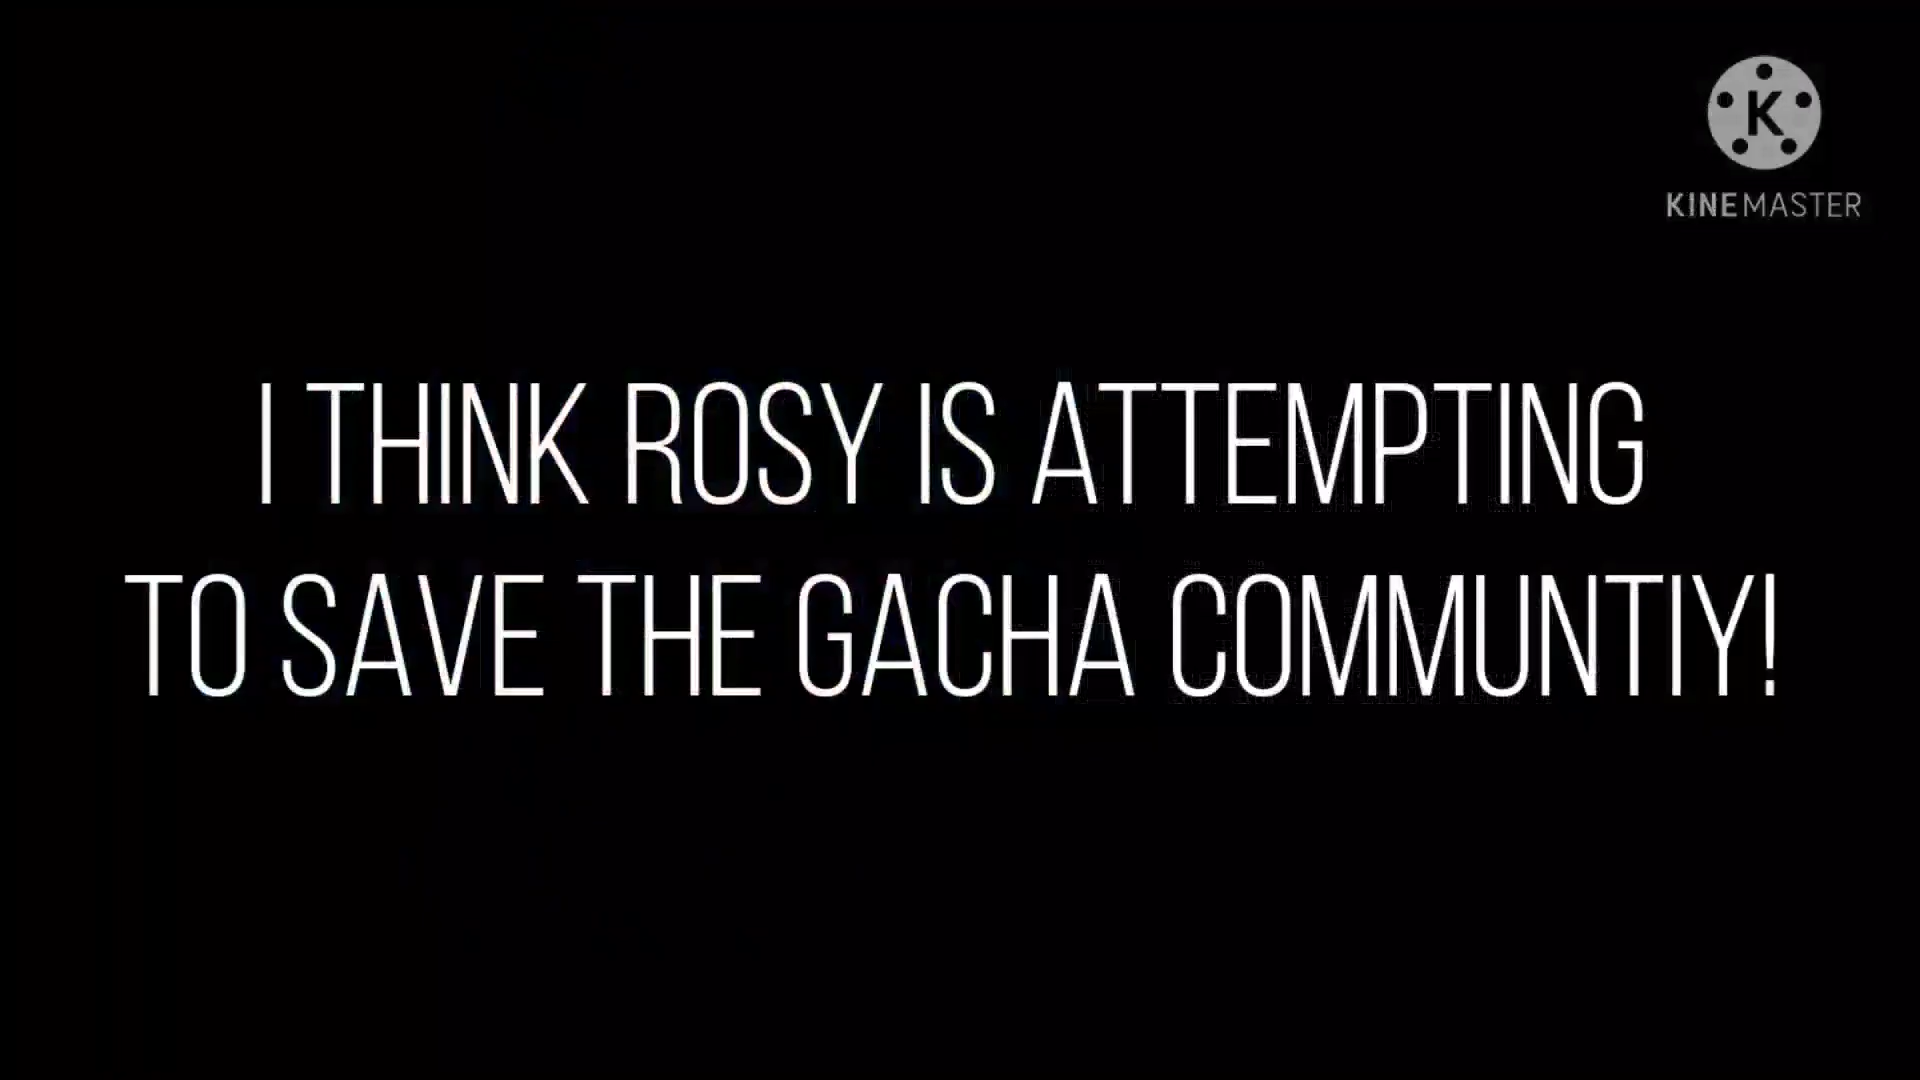 K
KINEMASTER
I THINK ROSY IS ATTEMPTING
TO SAVE THE GACHA COMMUNTIY!